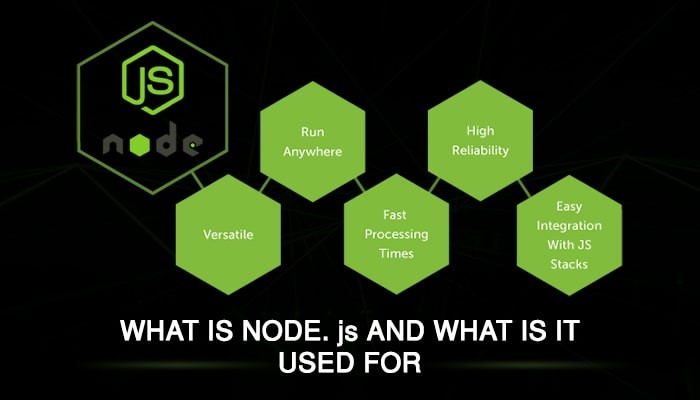 JS
node
Run
Anywhere
High
Reliability
Versatile
Fast
Processing
Times
Easy
Integration
With JS
Stacks
WHAT IS NODE. js AND WHAT IS IT
USED FOR